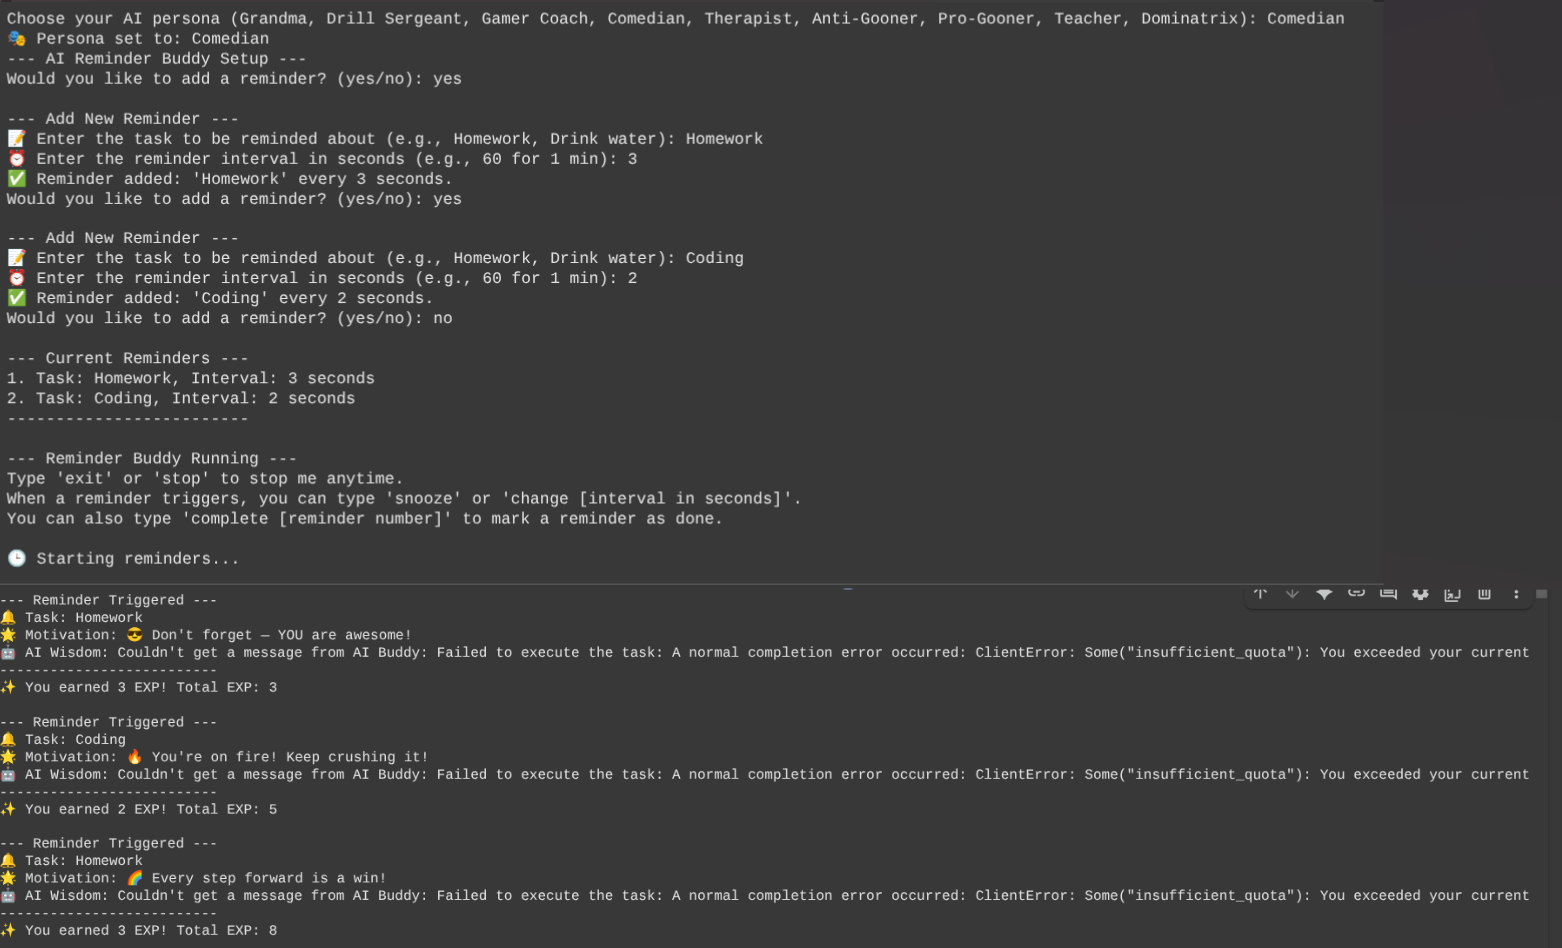 Choose your AI persona (Grandma, Drill Sergeant, Gamer Coach, Comedian, Therapist, Anti-Gooner, Pro-Gooner, Teacher, Dominatrix): Comedian
🎭 Persona set to: Comedian
--- AI Reminder Buddy Setup ---
Would you like to add a reminder? (yes/no): yes

--- Add New Reminder ---
📝 Enter the task to be reminded about (e.g., Homework, Drink water): Homework
⏰ Enter the reminder interval in seconds (e.g., 60 for 1 min): 3
✅ Reminder added: 'Homework' every 3 seconds.
Would you like to add a reminder? (yes/no): yes

--- Add New Reminder ---
📝 Enter the task to be reminded about (e.g., Homework, Drink water): Coding
⏰ Enter the reminder interval in seconds (e.g., 60 for 1 min): 2
✅ Reminder added: 'Coding' every 2 seconds.
Would you like to add a reminder? (yes/no): no

--- Current Reminders ---
1. Task: Homework, Interval: 3 seconds
2. Task: Coding, Interval: 2 seconds
-------------------------

--- Reminder Buddy Running ---
Type 'exit' or 'stop' to stop me anytime.
When a reminder triggers, you can type 'snooze' or 'change [interval in seconds]'.
You can also type 'complete [reminder number]' to mark a reminder as done.

🕒 Starting reminders...
--- Reminder Triggered ---
🔔 Task: Homework
🌟 Motivation: 😎 Don't forget — YOU are awesome!
🤖 AI Wisdom: Couldn't get a message from AI Buddy: Failed to execute the task: A normal completion error occurred: ClientError: Some("insufficient_quota"): You exceeded your current
--------------------------
✨ You earned 3 EXP! Total EXP: 3

--- Reminder Triggered ---
🔔 Task: Coding
🌟 Motivation: 🔥 You're on fire! Keep crushing it!
🤖 AI Wisdom: Couldn't get a message from AI Buddy: Failed to execute the task: A normal completion error occurred: ClientError: Some("insufficient_quota"): You exceeded your current
--------------------------
✨ You earned 2 EXP! Total EXP: 5

--- Reminder Triggered ---
🔔 Task: Homework
🌟 Motivation: 🌈 Every step forward is a win!
🤖 AI Wisdom: Couldn't get a message from AI Buddy: Failed to execute the task: A normal completion error occurred: ClientError: Some("insufficient_quota"): You exceeded your current
--------------------------
✨ You earned 3 EXP! Total EXP: 8